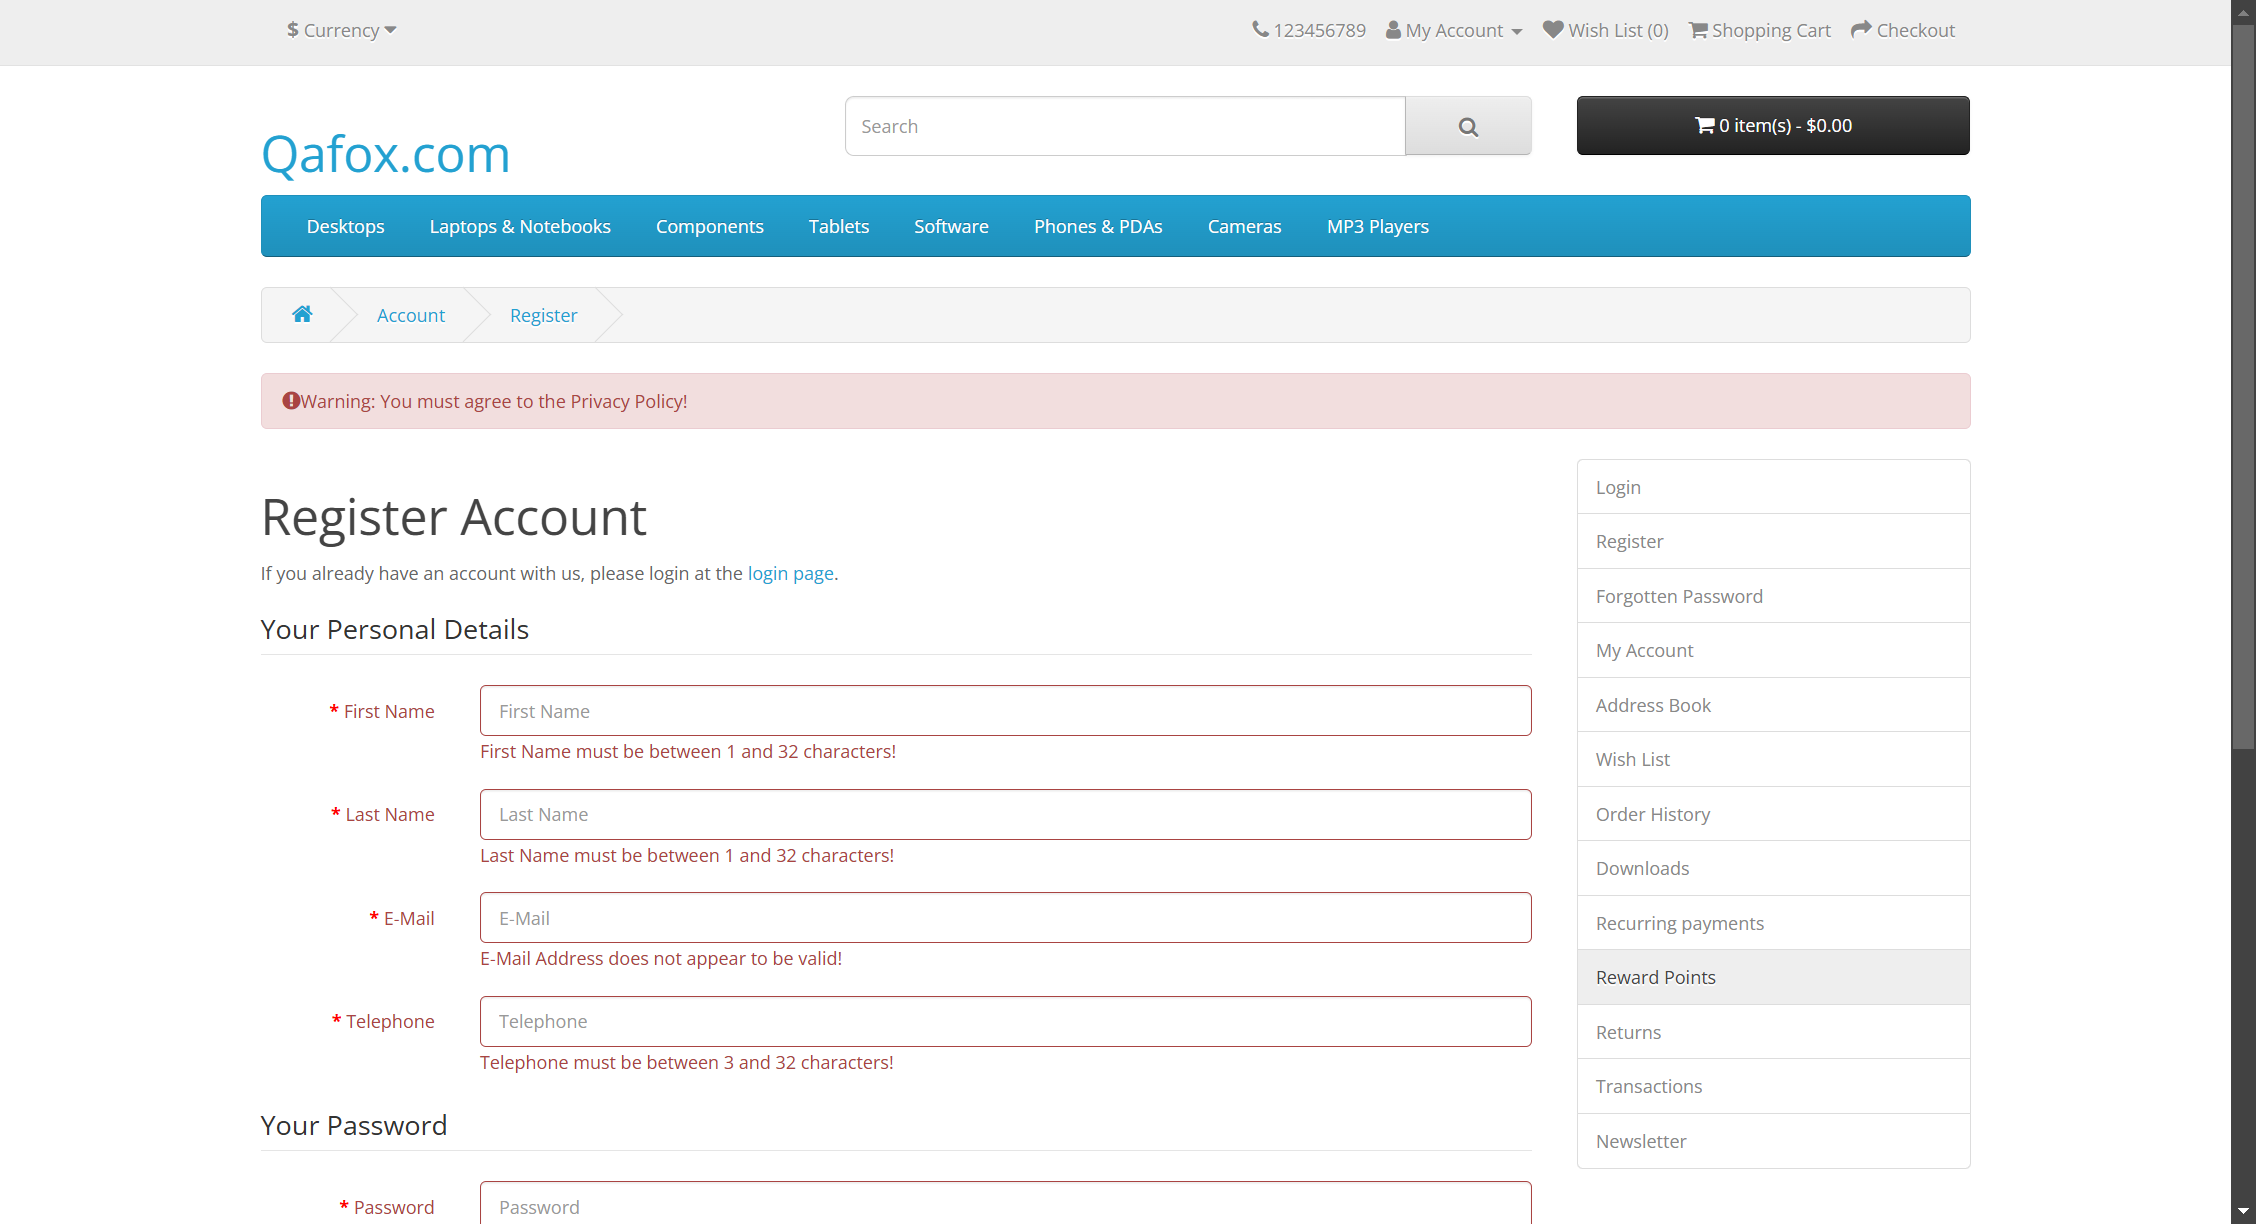 $ Currency
123456789 My Account Wish List (0) Shopping Cart Checkout
Qafox.com
Search
0 item(s) - $0.00
Desktops Laptops & Notebooks Components Tablets Software Phones & PDAs Cameras MP3 Players
Account Register
Warning: You must agree to the Privacy Policy!
Register Account
If you already have an account with us, please login at the login page.
Your Personal Details
* First Name
First Name
First Name must be between 1 and 32 characters!
* Last Name
Last Name
Last Name must be between 1 and 32 characters!
* E-Mail
E-Mail
E-Mail Address does not appear to be valid!
* Telephone
Telephone
Telephone must be between 3 and 32 characters!
Your Password
* Password
Password
Login
Register
Forgotten Password
My Account
Address Book
Wish List
Order History
Downloads
Recurring payments
Reward Points
Returns
Transactions
Newsletter